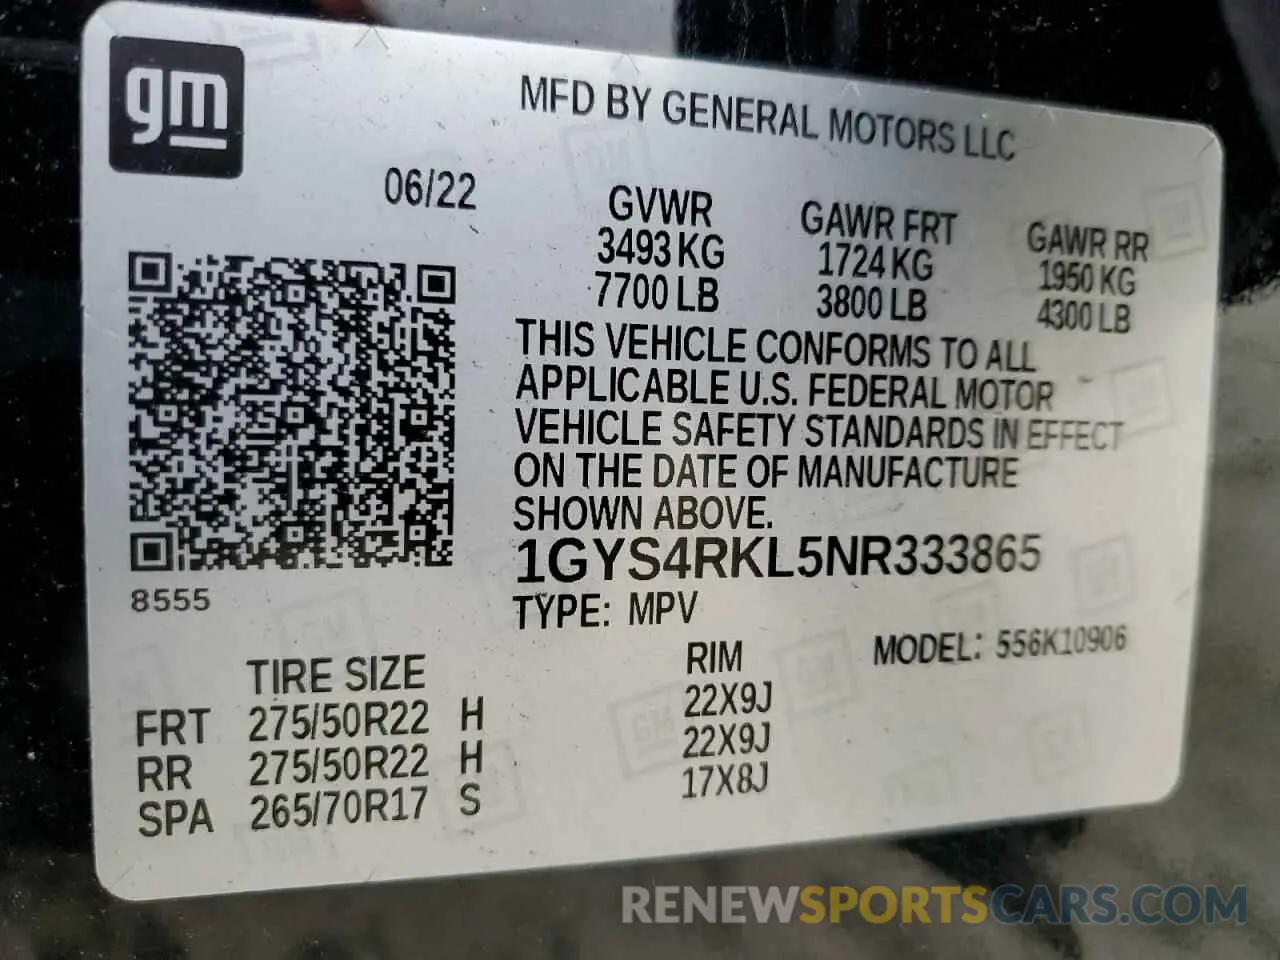 gm
MFD BY GENERAL MOTORS LLC
06/22
GVWR GAWR FRT GAWR RR
3493 KG 1724 KG 1950 KG
7700 LB 3800 LB 4300 LB
THIS VEHICLE CONFORMS TO ALL
APPLICABLE U.S. FEDERAL MOTOR
VEHICLE SAFETY STANDARDS IN EFFECT
ON THE DATE OF MANUFACTURE
SHOWN ABOVE.
1GYS4RKL5NR333865
8555
TYPE: MPV
MODEL: 556K10906
TIRE SIZE RIM
FRT 275/50R22 H 22X9J
RR 275/50R22 H 22X9J
SPA 265/70R17 S 17X8J
RENEWSPORTSCARS.COM